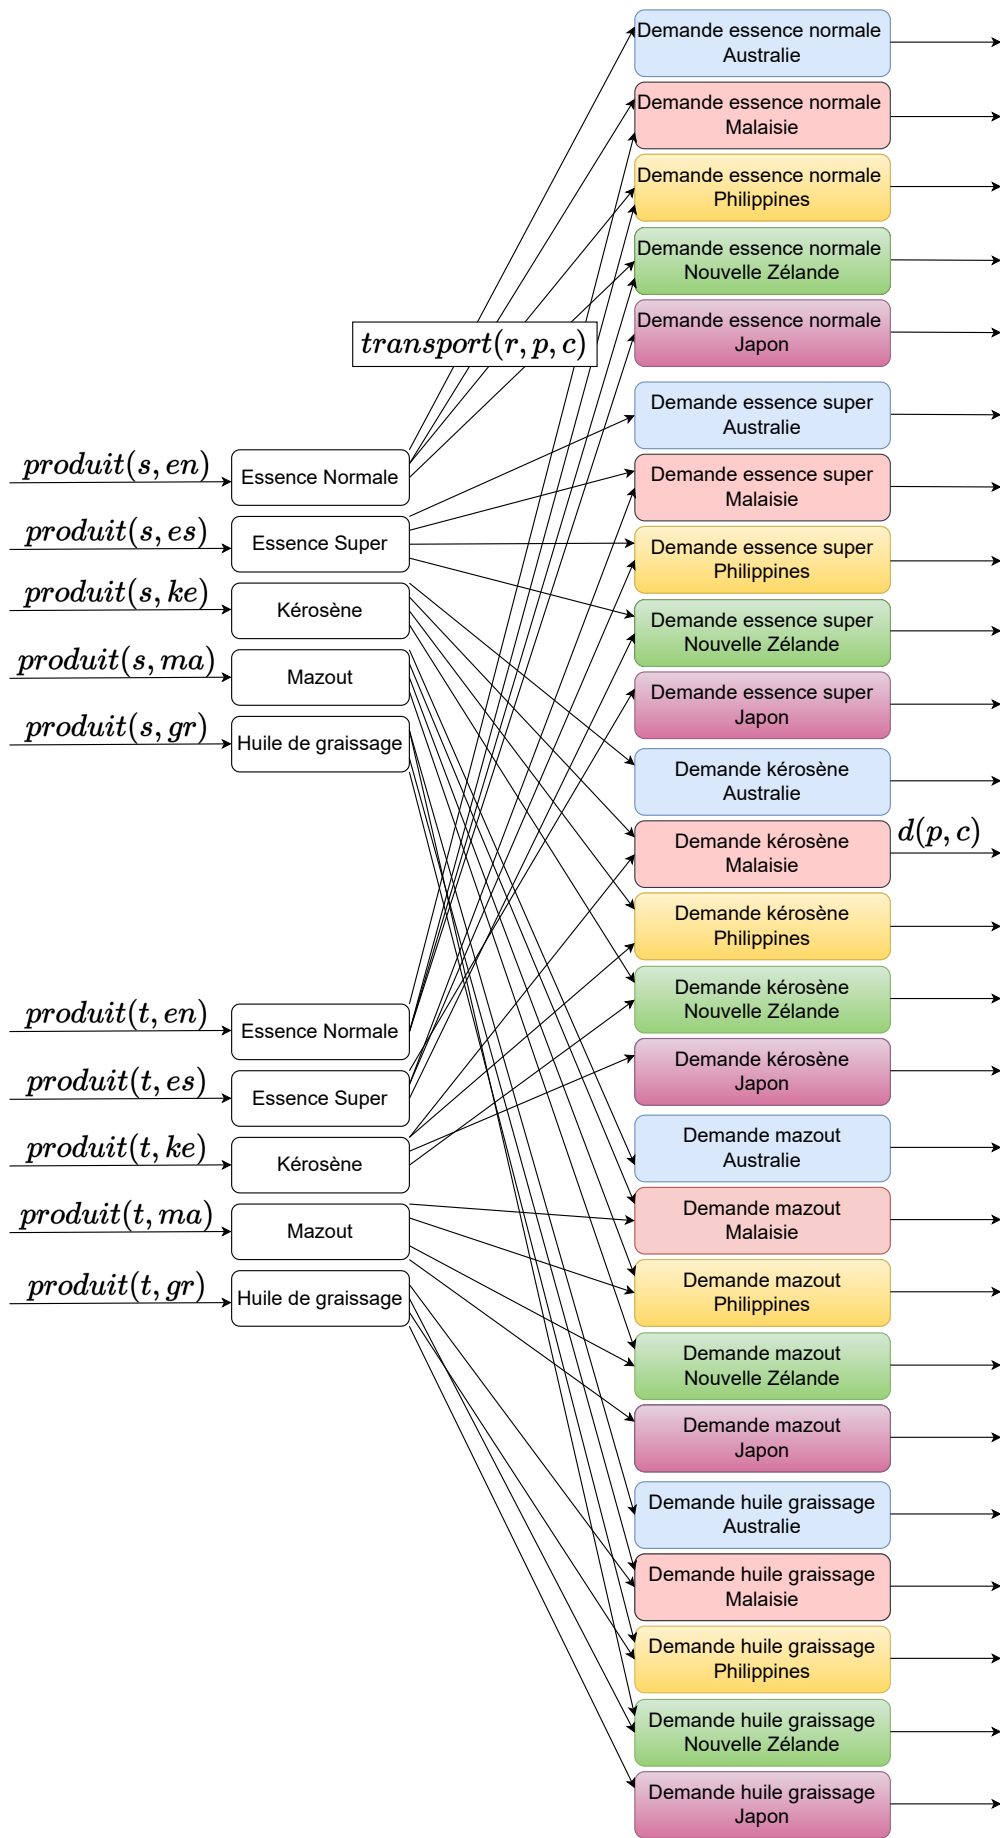 Demande essence normale
Australie
Demande essence normale
Malaisie
Demande essence normale
Philippines
Demande essence normale
Nouvelle Zélande
Demande essence normale
Japon
transport(r, p, c)
Demande essence super
Australie
produit(s, en)
Essence Normale
Demande essence super
Malaisie
produit(s, es)
Essence Super
Demande essence super
Philippines
produit(s, ke)
Kérosène
Demande essence super
Nouvelle Zélande
produit(s, ma)
Mazout
Demande essence super
Japon
produit(s, gr)
Huile de graissage
Demande kérosène
Australie
Demande kérosène
Malaisie
d(p, c)
Demande kérosène
Philippines
Demande kérosène
Nouvelle Zélande
produit(t, en)
Essence Normale
Demande kérosène
Japon
produit(t, es)
Essence Super
Demande mazout
Australie
produit(t, ke)
Kérosène
Demande mazout
Malaisie
produit(t, ma)
Mazout
Demande mazout
Philippines
produit(t, gr)
Huile de graissage
Demande mazout
Nouvelle Zélande
Demande mazout
Japon
Demande huile graissage
Australie
Demande huile graissage
Malaisie
Demande huile graissage
Philippines
Demande huile graissage
Nouvelle Zélande
Demande huile graissage
Japon